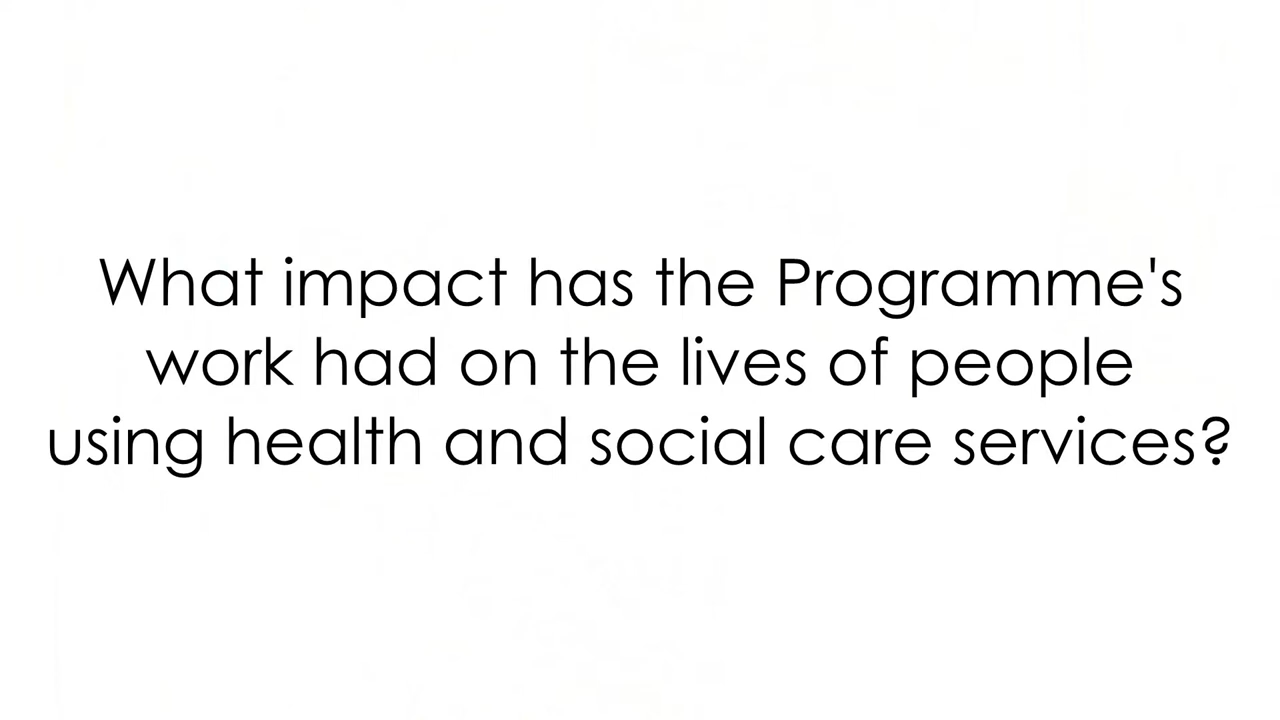 What impact has the Programme's
work had on the lives of people
using health and social care services?